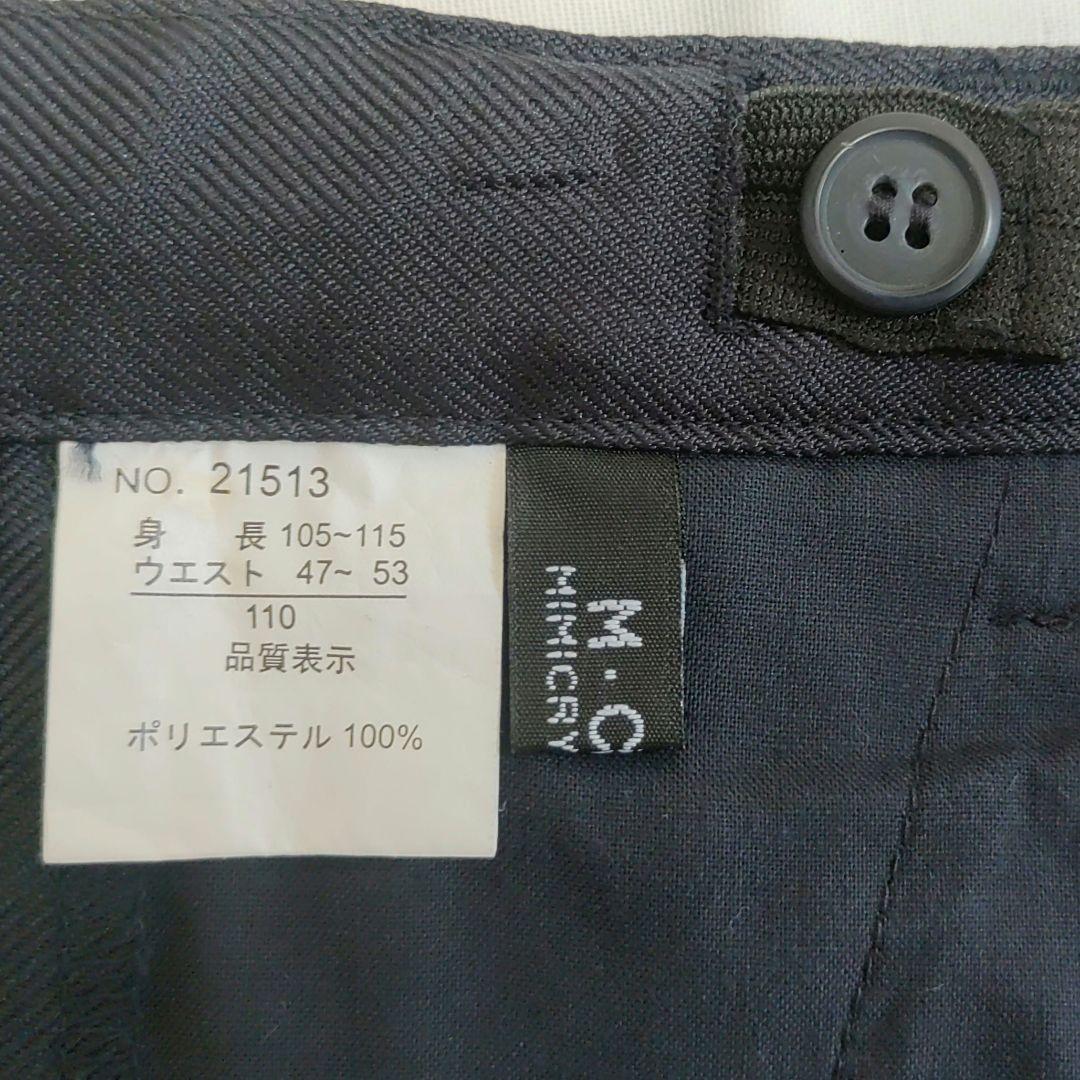 NO. 21513
身 長 105~115
ウエスト 47~ 53
110
品質表示
ポリエステル 100%
M・C
MIMICRY